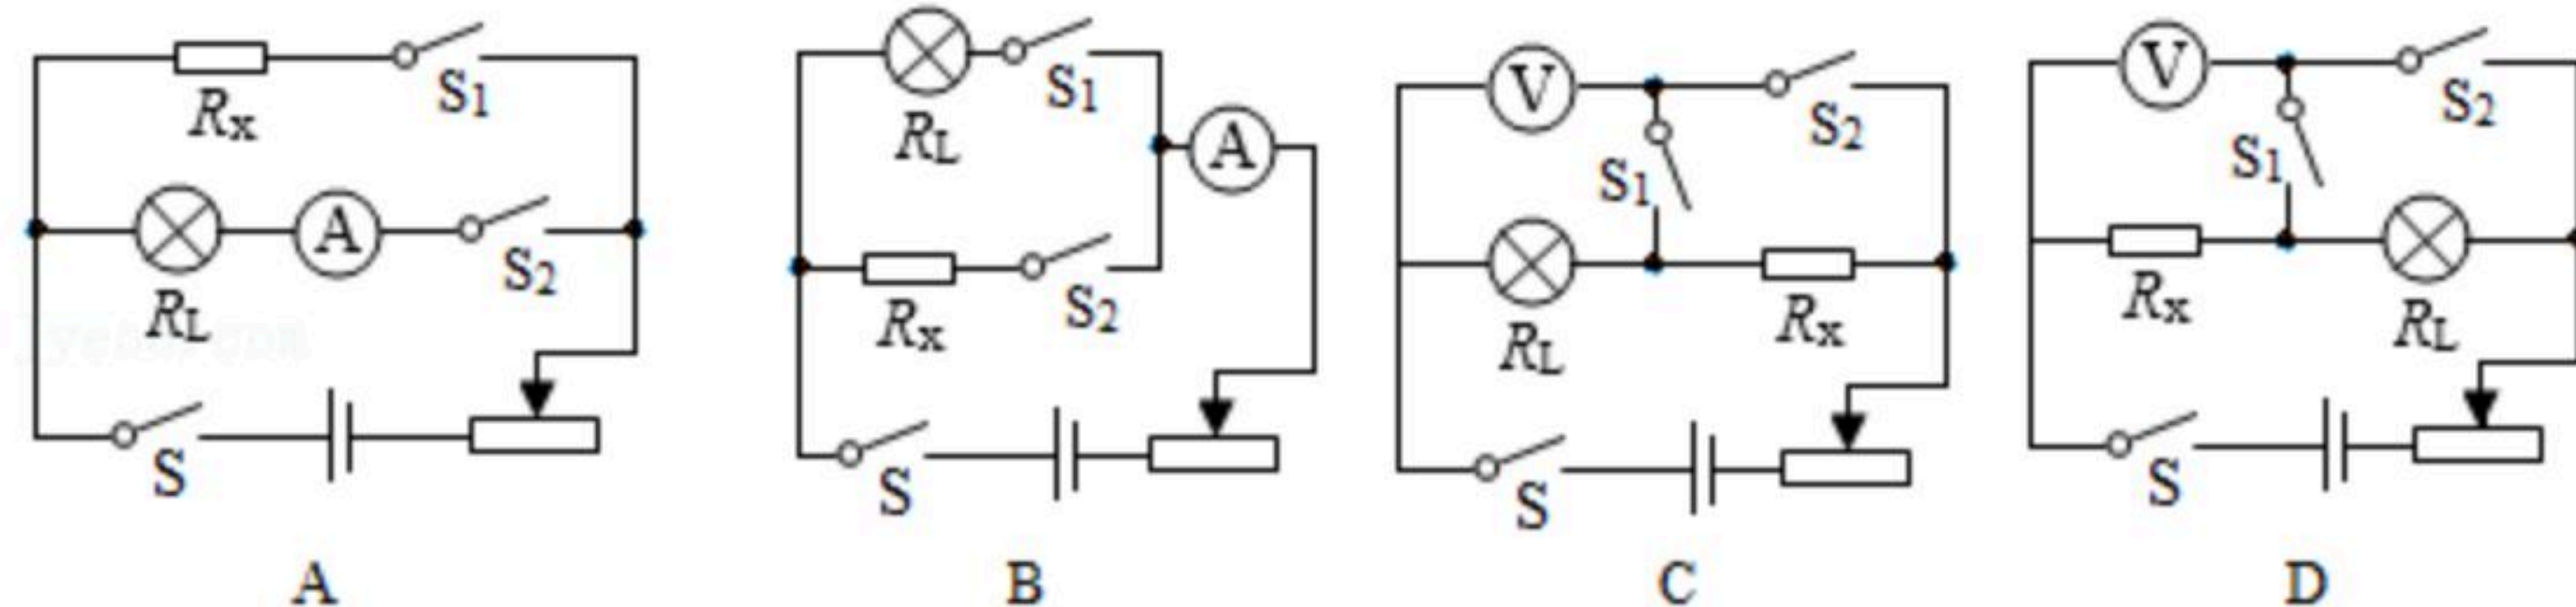 Rx S1
RL A S2
S
A
RL S1
A
Rx S2
S
B
V S2
S1
RL Rx
S
C
V S2
S1
Rx RL
S
D